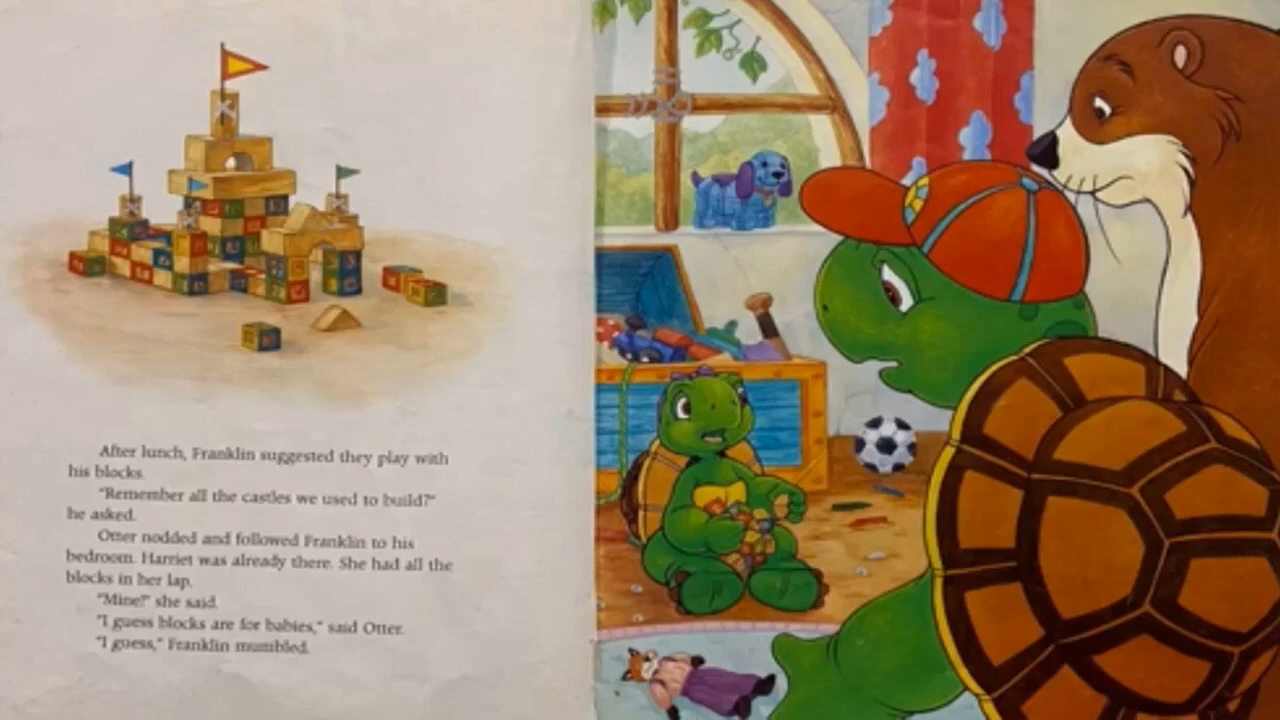 After lunch, Franklin suggested they play with
his blocks.
"Remember all the castles we used to build?"
he asked.
Otter nodded and followed Franklin to his
bedroom. Harriet was already there. She had all the
blocks in her lap.
"Mine!" she said.
"I guess blocks are for babies," said Otter.
"I guess," Franklin mumbled.